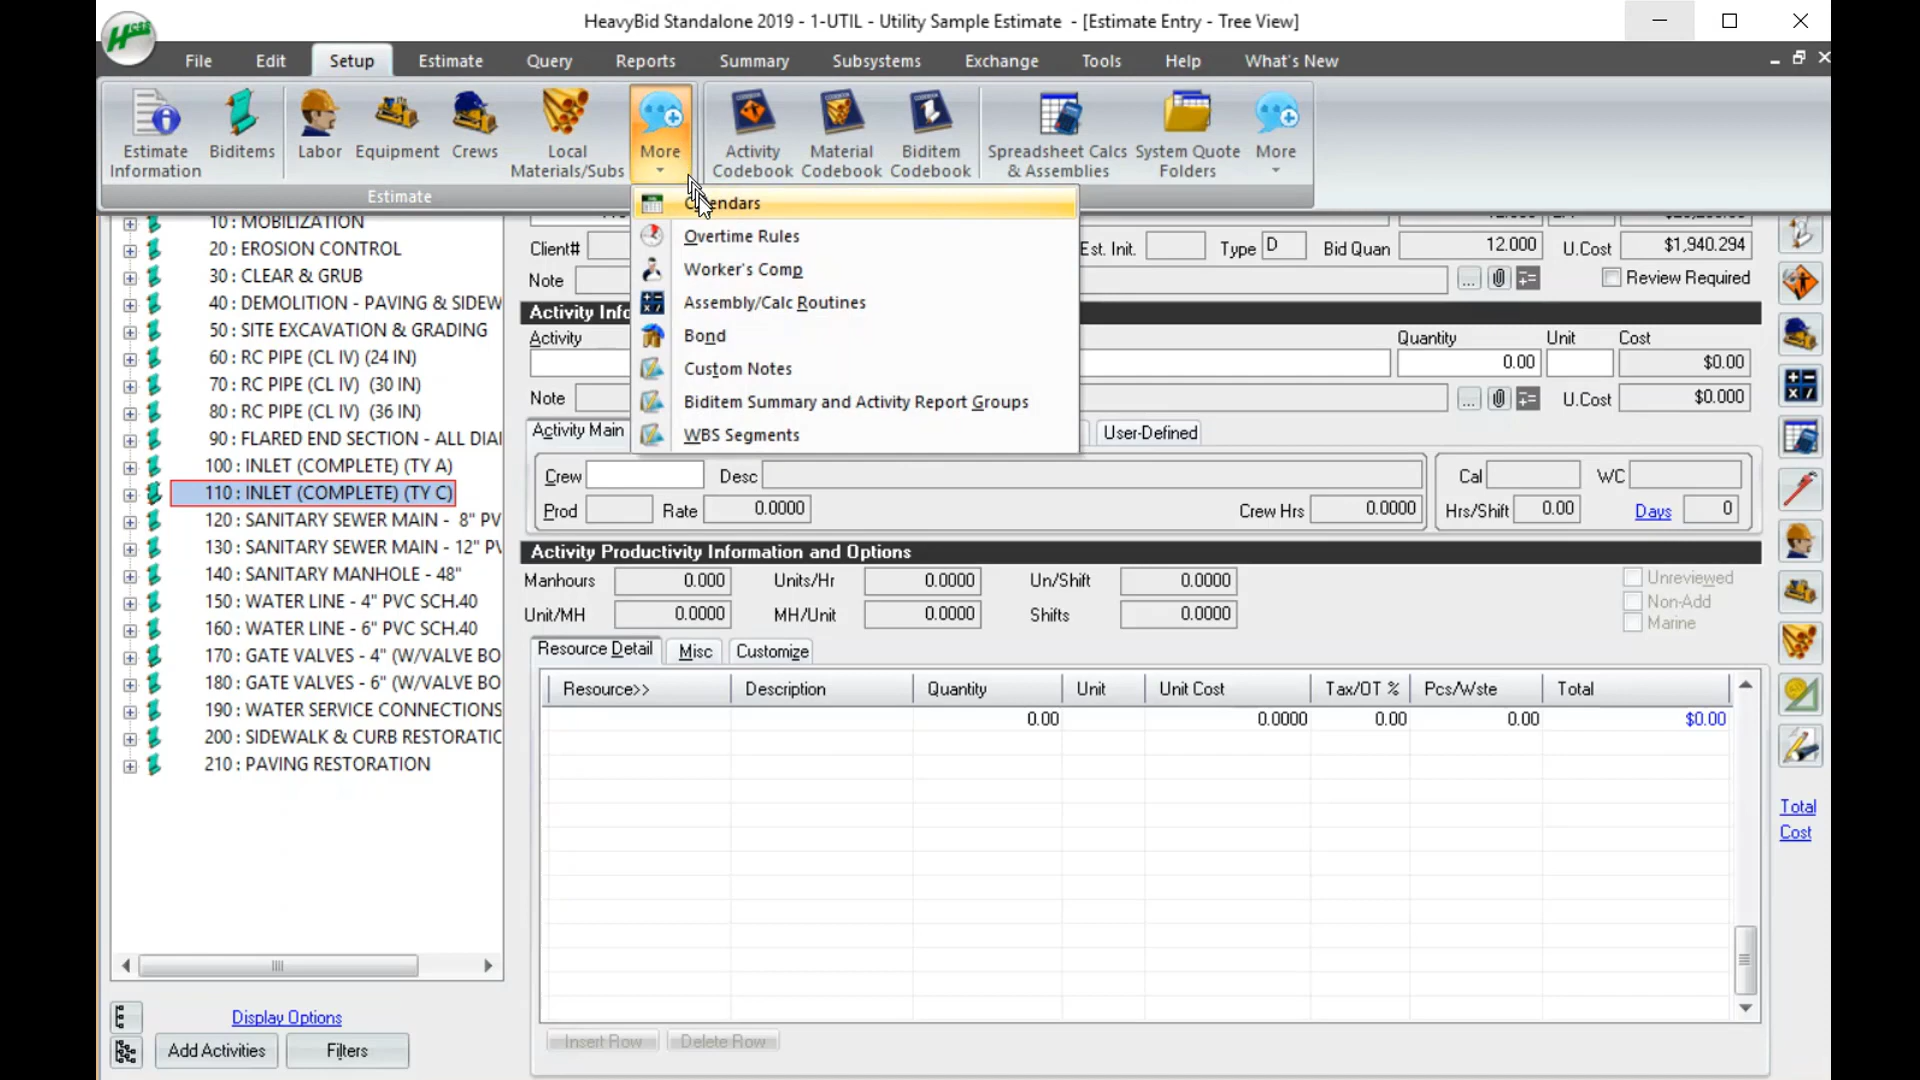 HeavyBid Standalone 2019 - 1-UTIL - Utility Sample Estimate - [Estimate Entry - Tree View]
HCSS
File Edit Setup Estimate Query Reports Summary Subsystems Exchange Tools Help What's New
Estimate Information
Biditems
Labor
Equipment
Crews
Local Materials/Subs
More
Activity Codebook
Material Codebook
Biditem Codebook
Spreadsheet Calcs & Assemblies
System Quote Folders
More
Estimate
Overtime Rules
Worker's Comp
Assembly/Calc Routines
Bond
Custom Notes
Biditem Summary and Activity Report Groups
WBS Segments
10 : MOBILIZATION
20 : EROSION CONTROL
30 : CLEAR & GRUB
40 : DEMOLITION - PAVING & SIDEW
50 : SITE EXCAVATION & GRADING
60 : RC PIPE (CL IV) (24 IN)
70 : RC PIPE (CL IV) (30 IN)
80 : RC PIPE (CL IV) (36 IN)
90 : FLARED END SECTION - ALL DIAI
100 : INLET (COMPLETE) (TY A)
110 : INLET (COMPLETE) (TY C)
120 : SANITARY SEWER MAIN - 8" PV
130 : SANITARY SEWER MAIN - 12" PV
140 : SANITARY MANHOLE - 48"
150 : WATER LINE - 4" PVC SCH.40
160 : WATER LINE - 6" PVC SCH.40
170 : GATE VALVES - 4" (W/VALVE BO
180 : GATE VALVES - 6" (W/VALVE BO
190 : WATER SERVICE CONNECTIONS
200 : SIDEWALK & CURB RESTORATIC
210 : PAVING RESTORATION
Display Options
Add Activities Filters
Client# Est. Init. Type D Bid Quan 12.000 U.Cost $1,940.294
Note ... Review Required
Activity Info
Activity Quantity Unit Cost
0.00 $0.00
Note ... U.Cost $0.000
Activity Main User-Defined
Crew Desc Cal WC
Prod Rate 0.0000 Crew Hrs 0.0000 Hrs/Shift 0.00 Days 0
Activity Productivity Information and Options
Manhours 0.000 Units/Hr 0.0000 Un/Shift 0.0000 Unreviewed
Non-Add
Unit/MH 0.0000 MH/Unit 0.0000 Shifts 0.0000 Marine
Resource Detail Misc Customize
Resource>> Description Quantity Unit Unit Cost Tax/OT % Pcs/Wste Total
0.00 0.0000 0.00 0.00 $0.00
Insert Row Delete Row
Total
Cost